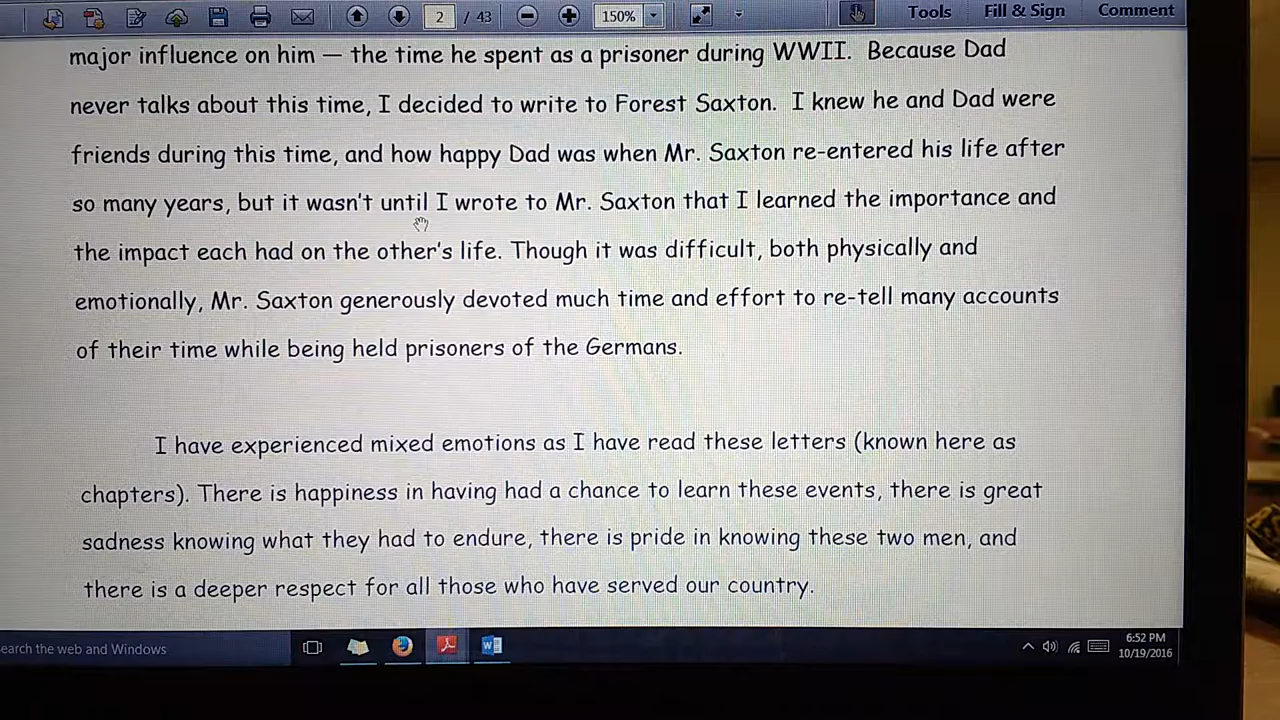 2 / 43 150% Tools Fill & Sign Comment
major influence on him — the time he spent as a prisoner during WWII. Because Dad
never talks about this time, I decided to write to Forest Saxton. I knew he and Dad were
friends during this time, and how happy Dad was when Mr. Saxton re-entered his life after
so many years, but it wasn't until I wrote to Mr. Saxton that I learned the importance and
the impact each had on the other's life. Though it was difficult, both physically and
emotionally, Mr. Saxton generously devoted much time and effort to re-tell many accounts
of their time while being held prisoners of the Germans.
I have experienced mixed emotions as I have read these letters (known here as
chapters). There is happiness in having had a chance to learn these events, there is great
sadness knowing what they had to endure, there is pride in knowing these two men, and
there is a deeper respect for all those who have served our country.
earch the web and Windows
6:52 PM
10/19/2016